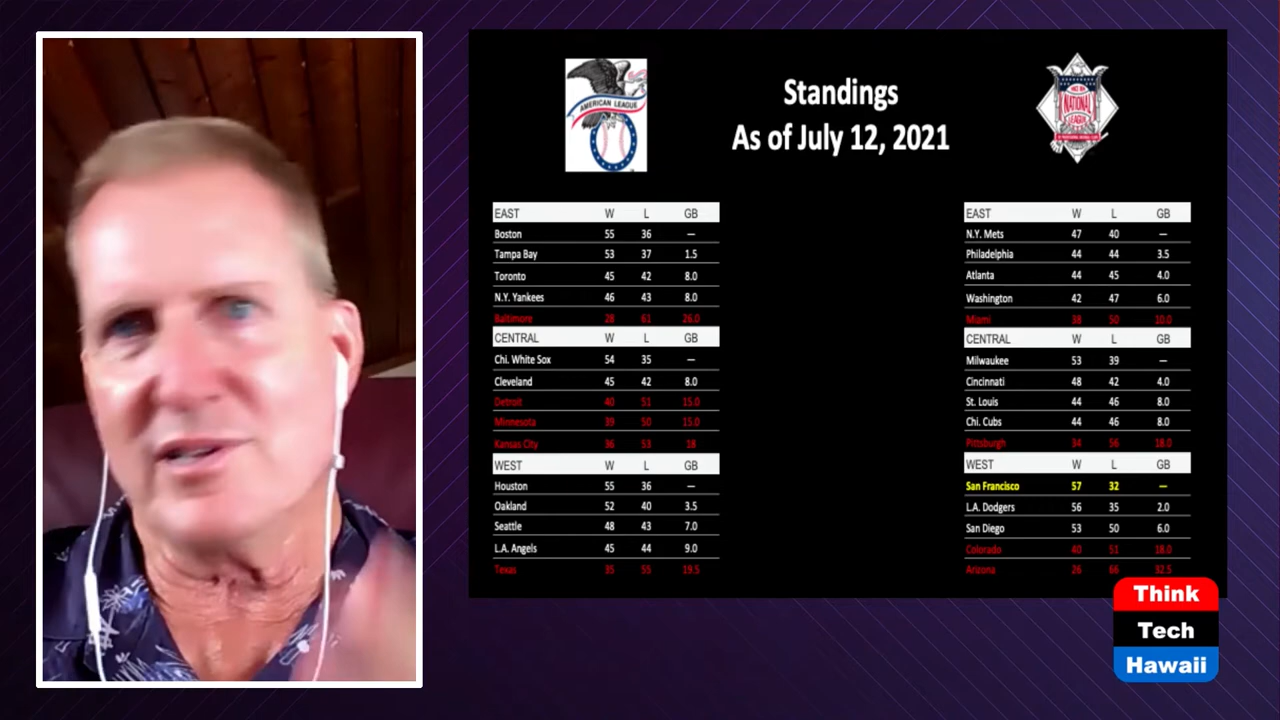 AMERICAN LEAGUE
Standings
As of July 12, 2021
NATIONAL
LEAGUE
EAST W L GB
Boston 55 36 —
Tampa Bay 53 37 1.5
Toronto 45 42 8.0
N.Y. Yankees 46 43 8.0
Baltimore 28 61 26.0
CENTRAL W L GB
Chi. White Sox 54 35 —
Cleveland 45 42 8.0
Detroit 40 51 15.0
Minnesota 39 50 15.0
Kansas City 36 53 18
WEST W L GB
Houston 55 36 —
Oakland 52 40 3.5
Seattle 48 43 7.0
L.A. Angels 45 44 9.0
Texas 35 55 19.5
EAST W L GB
N.Y. Mets 47 40 —
Philadelphia 44 44 3.5
Atlanta 44 45 4.0
Washington 42 47 6.0
Miami 38 50 10.0
CENTRAL W L GB
Milwaukee 53 39 —
Cincinnati 48 42 4.0
St. Louis 44 46 8.0
Chi. Cubs 44 46 8.0
Pittsburgh 34 56 18.0
WEST W L GB
San Francisco 57 32 —
L.A. Dodgers 56 35 2.0
San Diego 53 50 6.0
Colorado 40 51 18.0
Arizona 26 66 32.5
Think
Tech
Hawaii